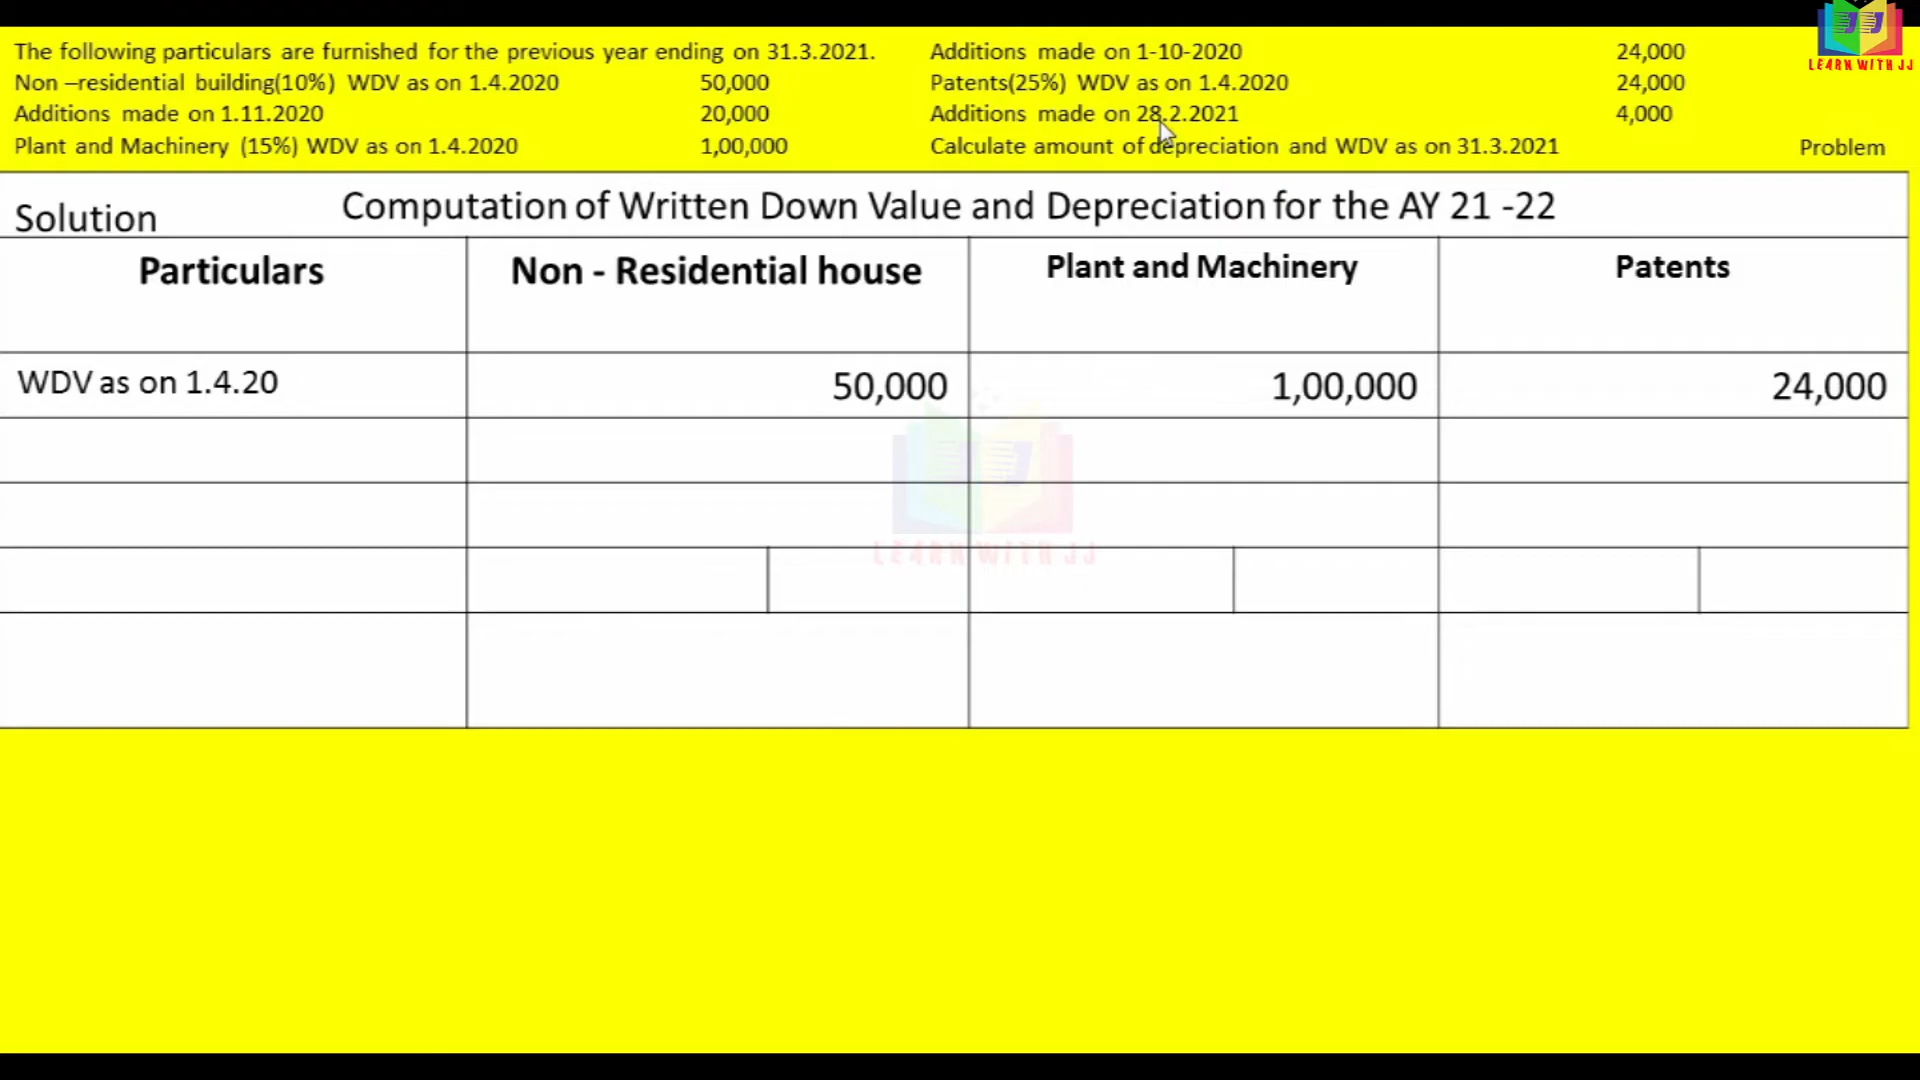 The following particulars are furnished for the previous year ending on 31.3.2021.
Non –residential building(10%) WDV as on 1.4.2020 50,000
Additions made on 1.11.2020 20,000
Plant and Machinery (15%) WDV as on 1.4.2020 1,00,000
Additions made on 1-10-2020 24,000
Patents(25%) WDV as on 1.4.2020 24,000
Additions made on 28.2.2021 4,000
Calculate amount of depreciation and WDV as on 31.3.2021 Problem
LEARN WITH JJ
Solution Computation of Written Down Value and Depreciation for the AY 21 -22
Particulars Non - Residential house Plant and Machinery Patents
WDV as on 1.4.20 50,000 1,00,000 24,000
LEARN WITH JJ